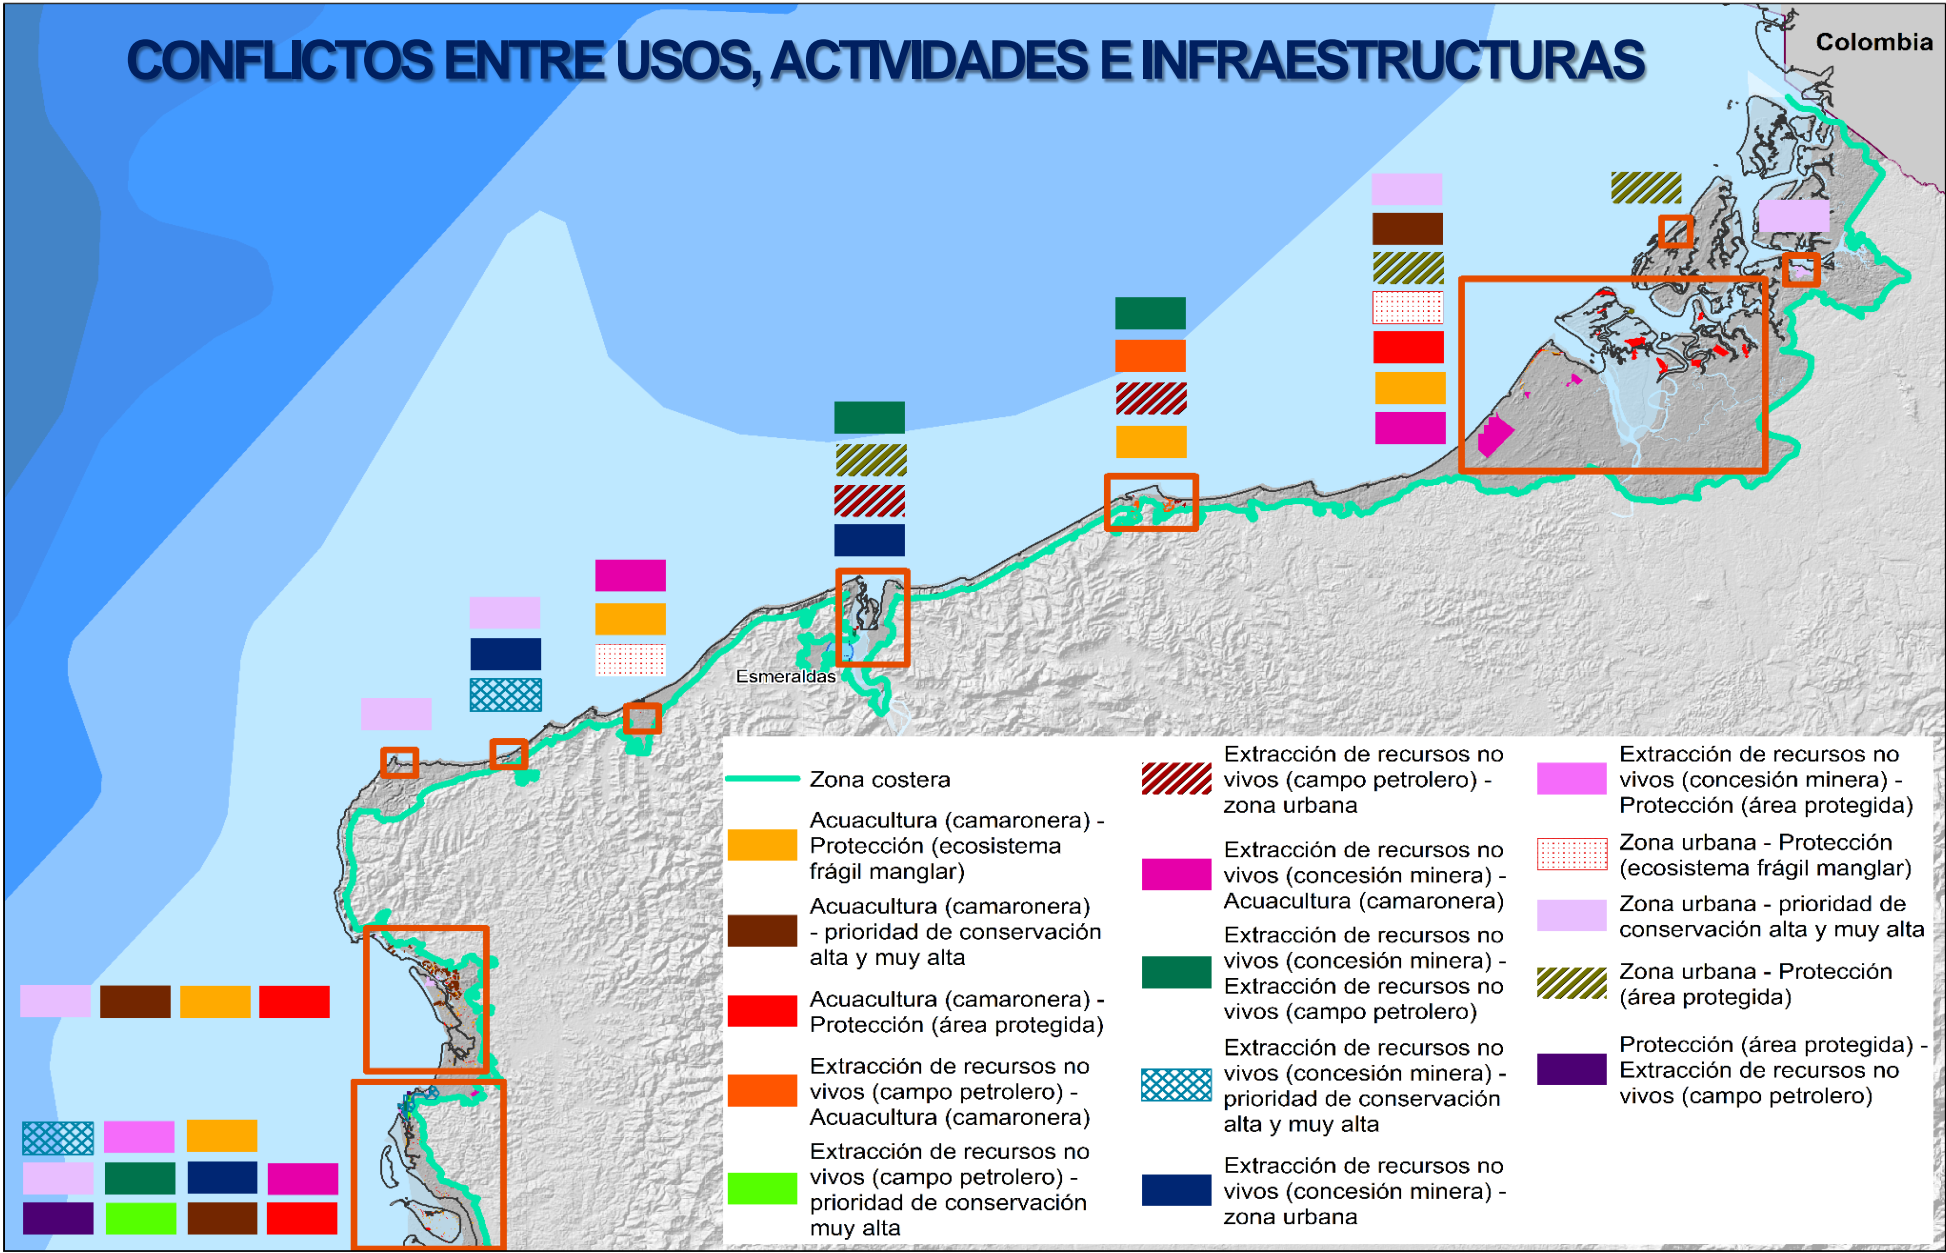 CONFLICTOS ENTRE USOS, ACTIVIDADES E INFRAESTRUCTURAS
Colombia
Esmeraldas
Zona costera
Acuacultura (camaronera) -
Protección (ecosistema
frágil manglar)
Acuacultura (camaronera)
- prioridad de conservación
alta y muy alta
Acuacultura (camaronera) -
Protección (área protegida)
Extracción de recursos no
vivos (campo petrolero) -
Acuacultura (camaronera)
Extracción de recursos no
vivos (campo petrolero) -
prioridad de conservación
muy alta
Extracción de recursos no
vivos (campo petrolero) -
zona urbana
Extracción de recursos no
vivos (concesión minera) -
Acuacultura (camaronera)
Extracción de recursos no
vivos (concesión minera) -
Extracción de recursos no
vivos (campo petrolero)
Extracción de recursos no
vivos (concesión minera) -
prioridad de conservación
alta y muy alta
Extracción de recursos no
vivos (concesión minera) -
zona urbana
Extracción de recursos no
vivos (concesión minera) -
Protección (área protegida)
Zona urbana - Protección
(ecosistema frágil manglar)
Zona urbana - prioridad de
conservación alta y muy alta
Zona urbana - Protección
(área protegida)
Protección (área protegida) -
Extracción de recursos no
vivos (campo petrolero)